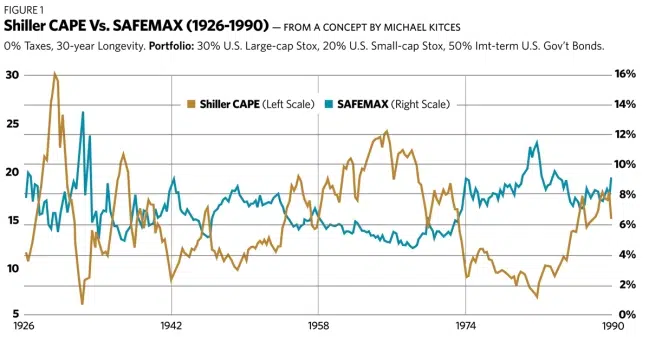 FIGURE 1
Shiller CAPE Vs. SAFEMAX (1926-1990) — FROM A CONCEPT BY MICHAEL KITCES
0% Taxes, 30-year Longevity. Portfolio: 30% U.S. Large-cap Stox, 20% U.S. Small-cap Stox, 50% Imt-term U.S. Gov't Bonds.
30 16%
14%
Shiller CAPE (Left Scale) SAFEMAX (Right Scale)
25
12%
20 10%
8%
15
6%
10 4%
2%
5 0%
1926 1942 1958 1974 1990